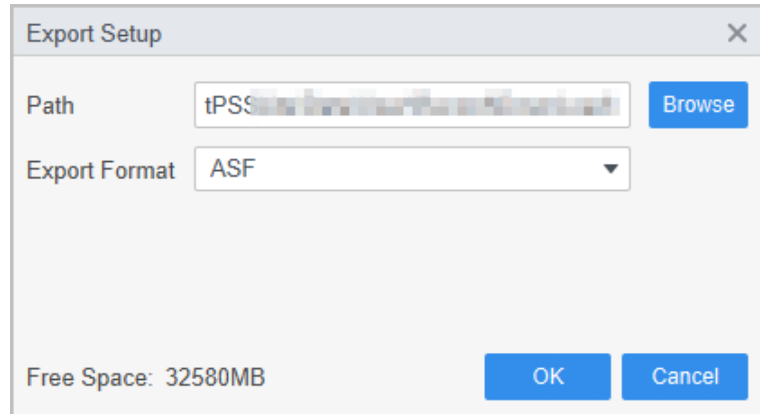 Export Setup
Path tPSS Browse
Export Format ASF
Free Space: 32580MB OK Cancel